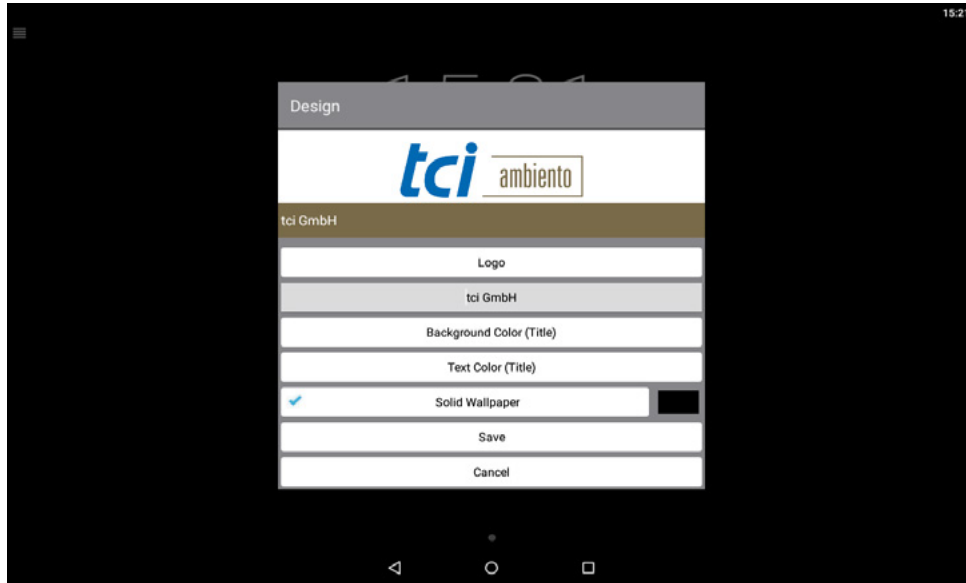 15:21
Design
tci ambiento
tci GmbH
Logo
tci GmbH
Background Color (Title)
Text Color (Title)
Solid Wallpaper
Save
Cancel